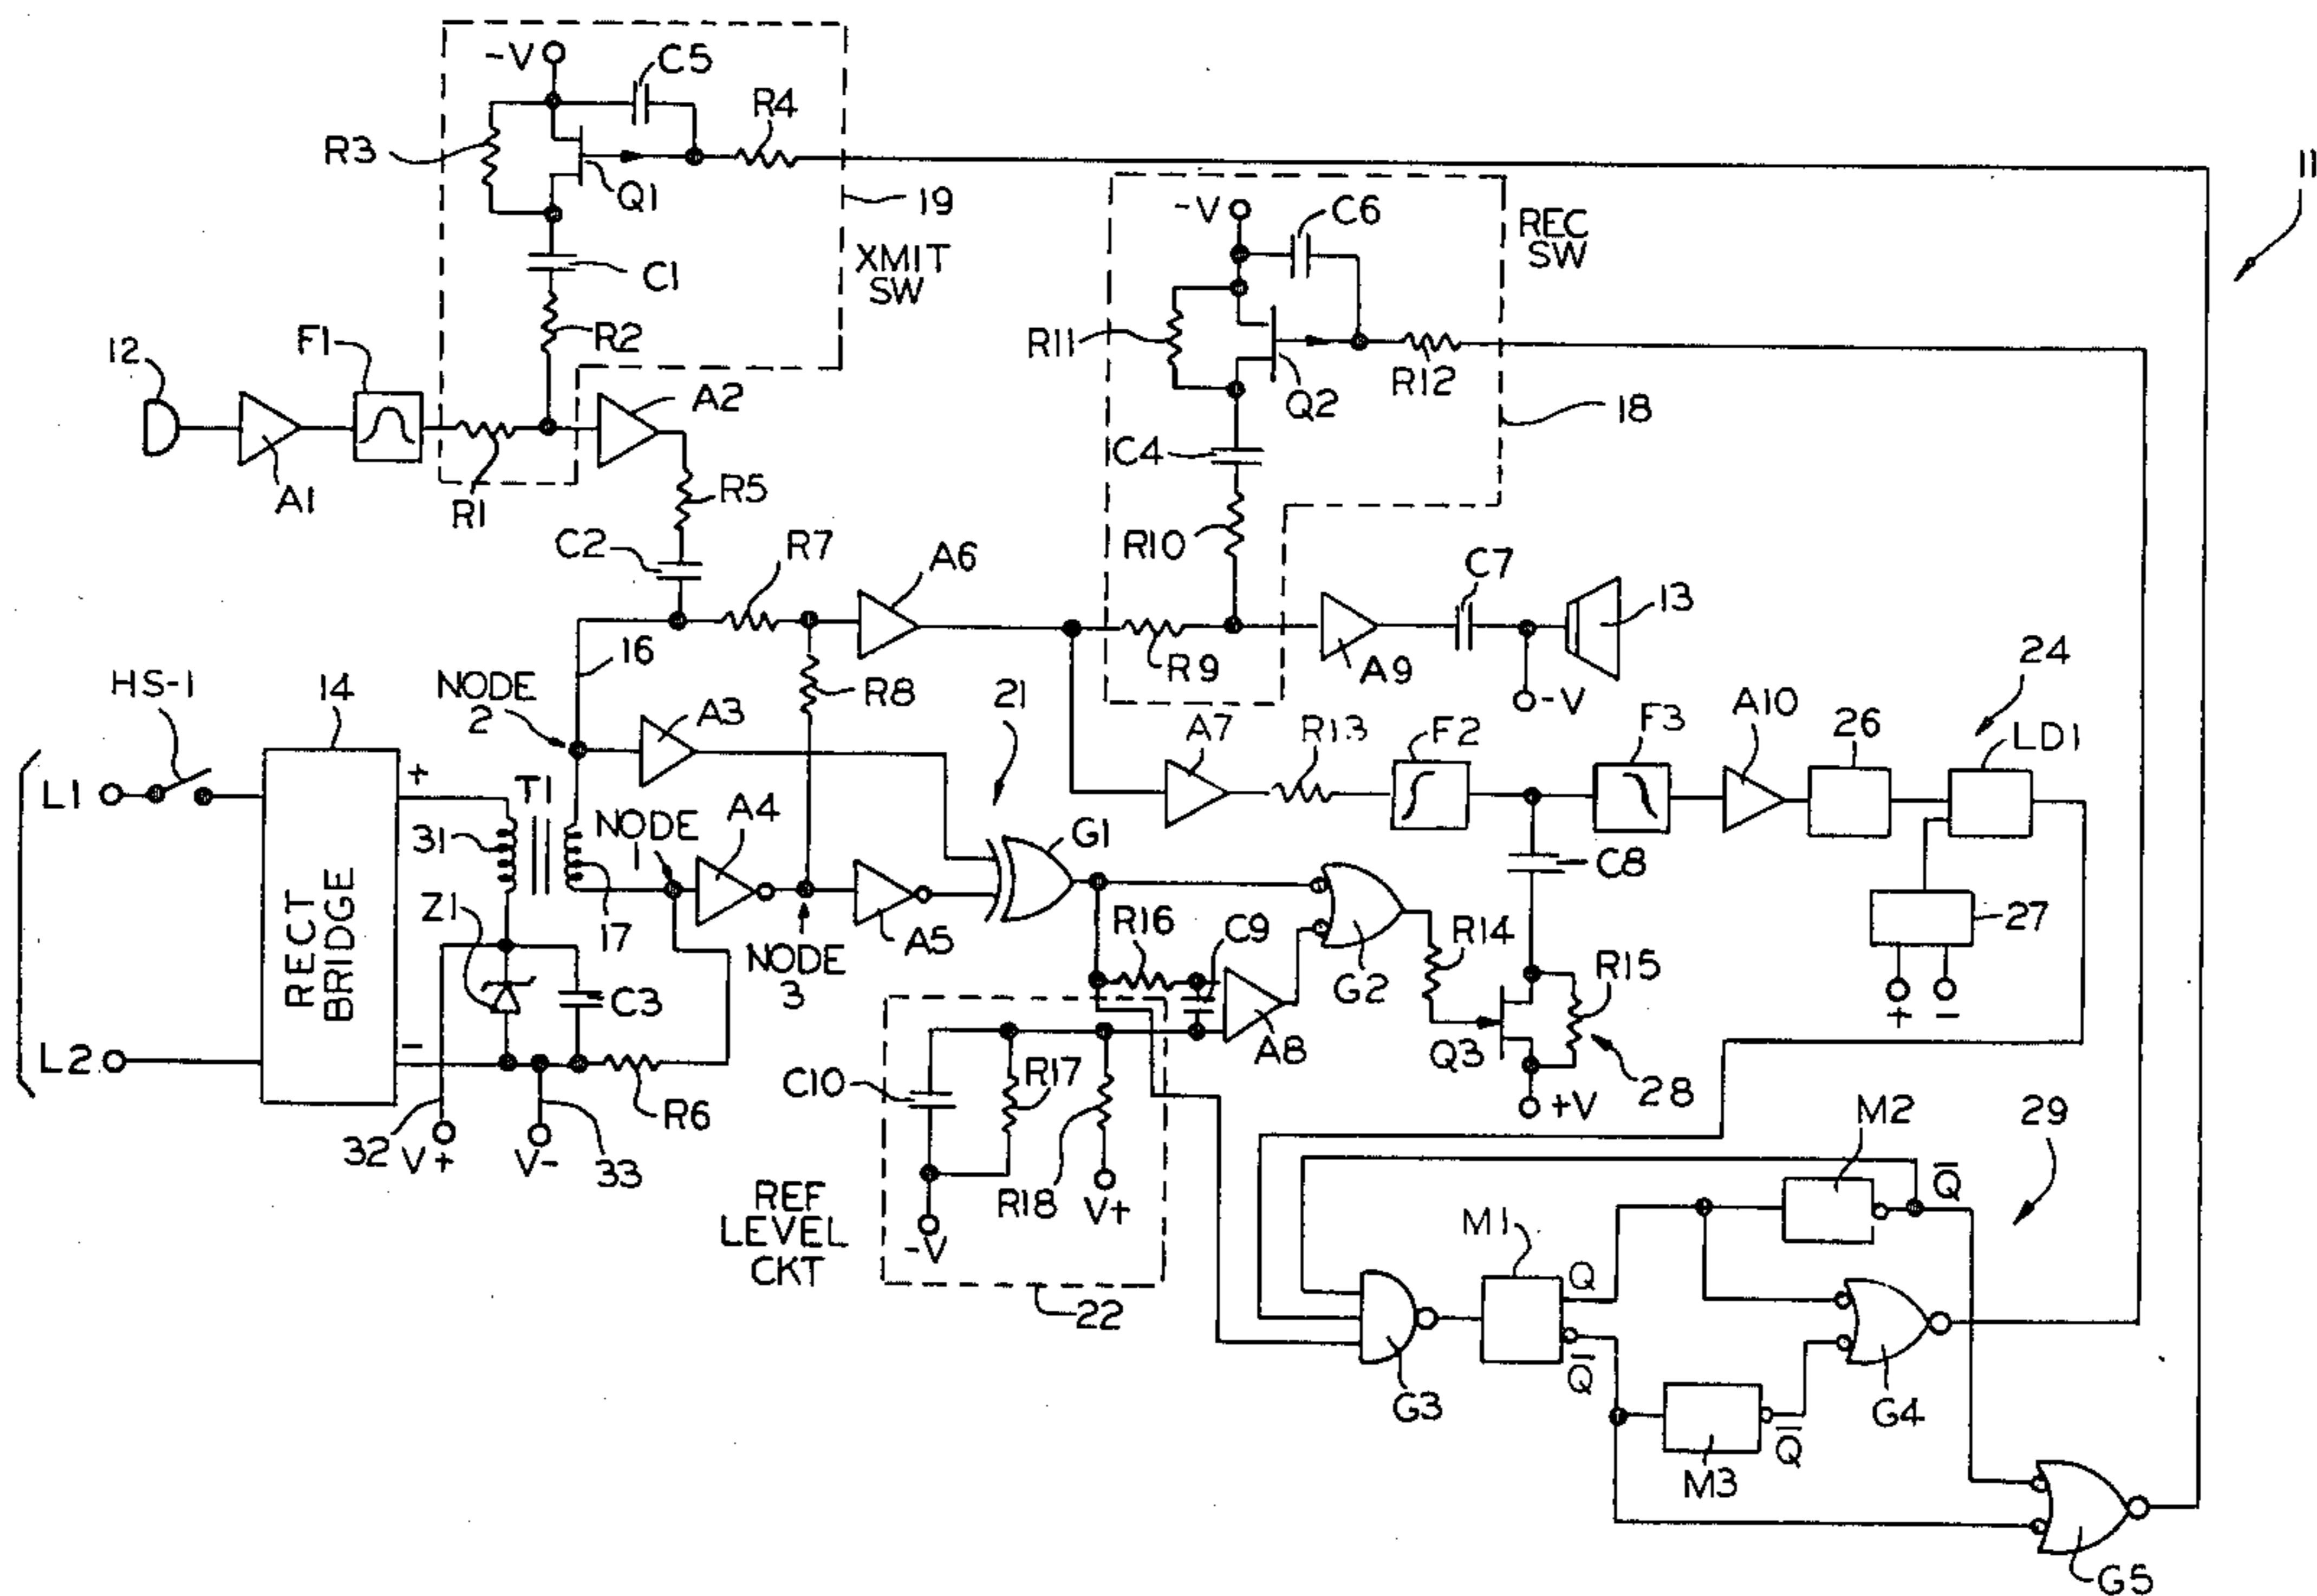 -V
C5
R4
R3
Q1
19
XMIT
SW
C1
R2
11
-V
C6
REC
SW
R11
Q2
R12
18
C4
R10
12
F1
A1
R1
A2
R5
C2
R7
A6
C7
13
R9
A9
-V
16
NODE
2
A3
R8
21
24
HS-1
14
L1
L2
+
-
RECT
BRIDGE
T1
31
17
NODE
1
A4
A5
NODE
3
G1
A7
R13
F2
F3
A10
26
LD1
C8
27
+
-
Z1
C3
R6
32
V+
V-
33
R16
C9
A8
G2
R14
Q3
R15
28
+V
C10
R17
R18
V+
-V
REF
LEVEL
CKT
22
M2
Q̅
29
M1
Q
Q̅
G3
M3
Q̅
G4
G5